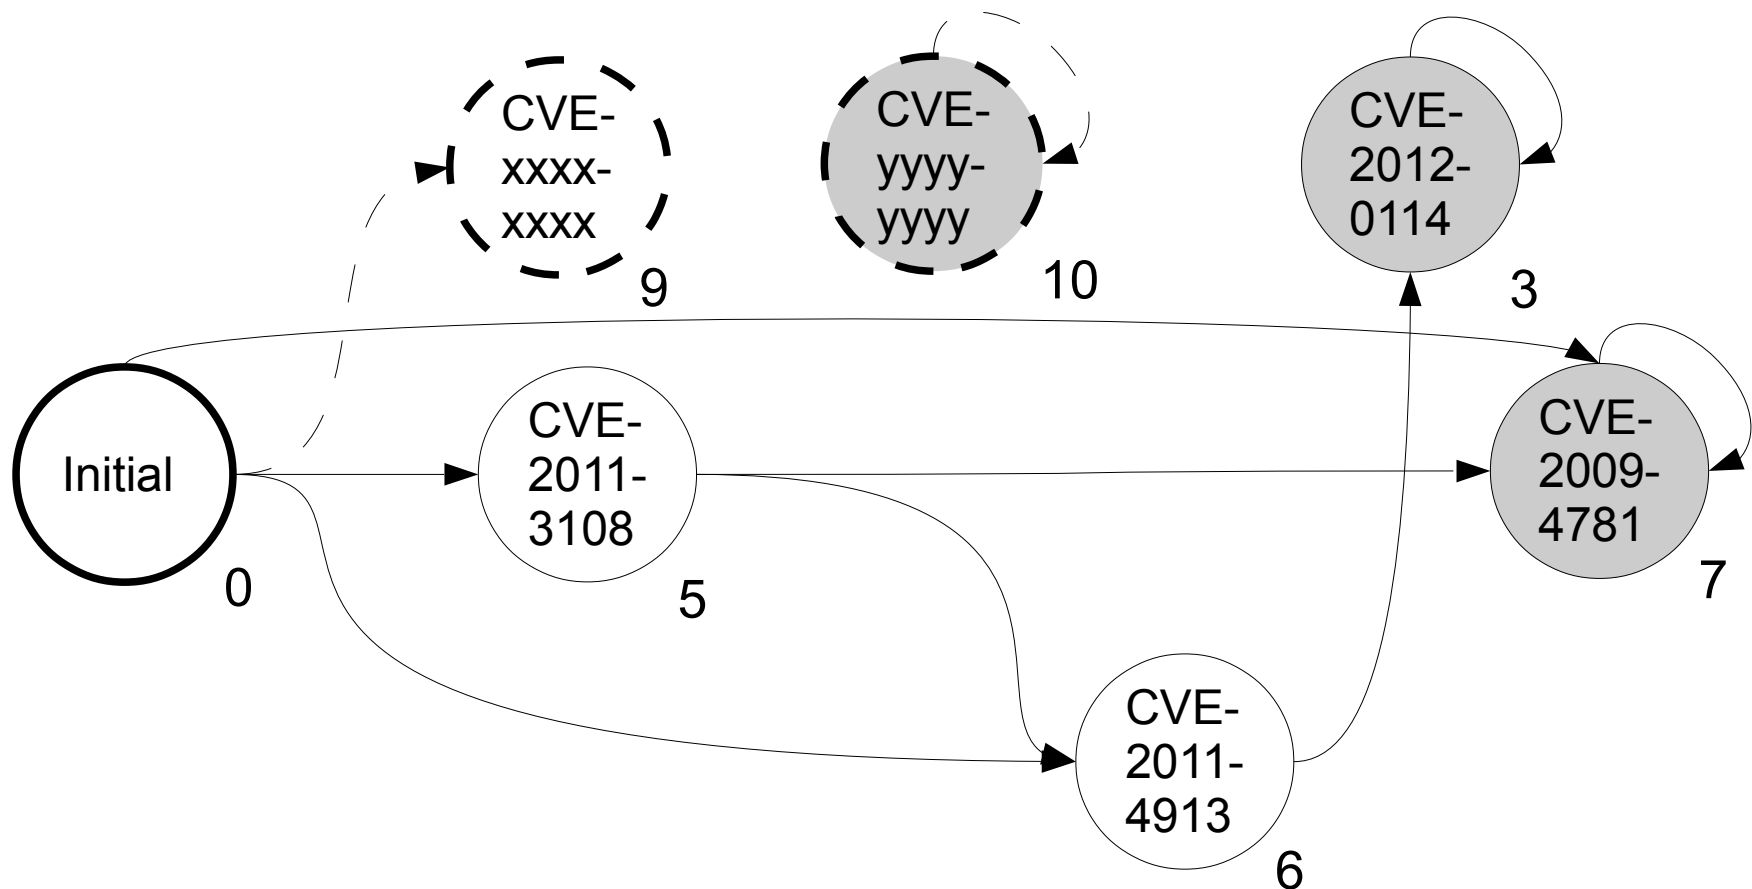 CVE-
xxxx-
xxxx
9
CVE-
yyyy-
yyyy
10
CVE-
2012-
0114
3
Initial
0
CVE-
2011-
3108
5
CVE-
2009-
4781
7
CVE-
2011-
4913
6